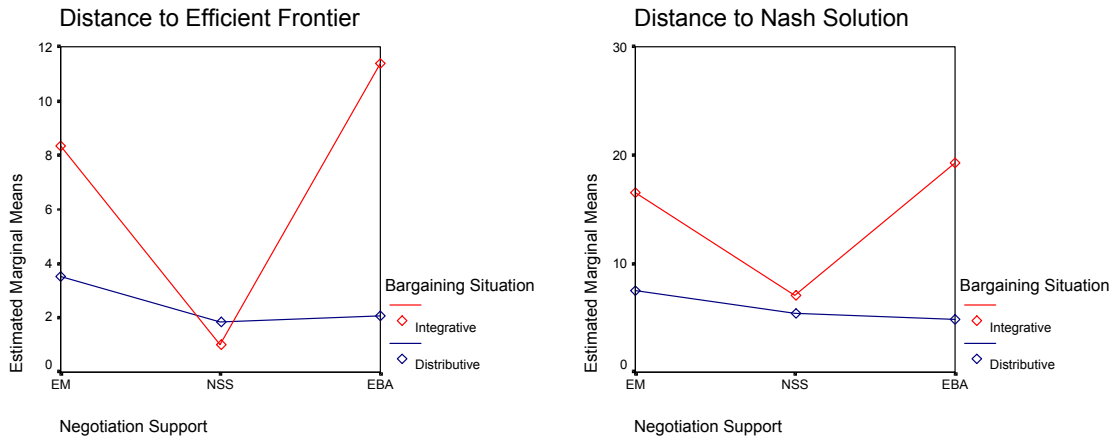 Distance to Efficient Frontier
12
10
8
6
4
2
0
Estimated Marginal Means
EM
NSS
EBA
Negotiation Support
Bargaining Situation
Integrative
Distributive
Distance to Nash Solution
30
20
10
0
Estimated Marginal Means
EM
NSS
EBA
Negotiation Support
Bargaining Situation
Integrative
Distributive